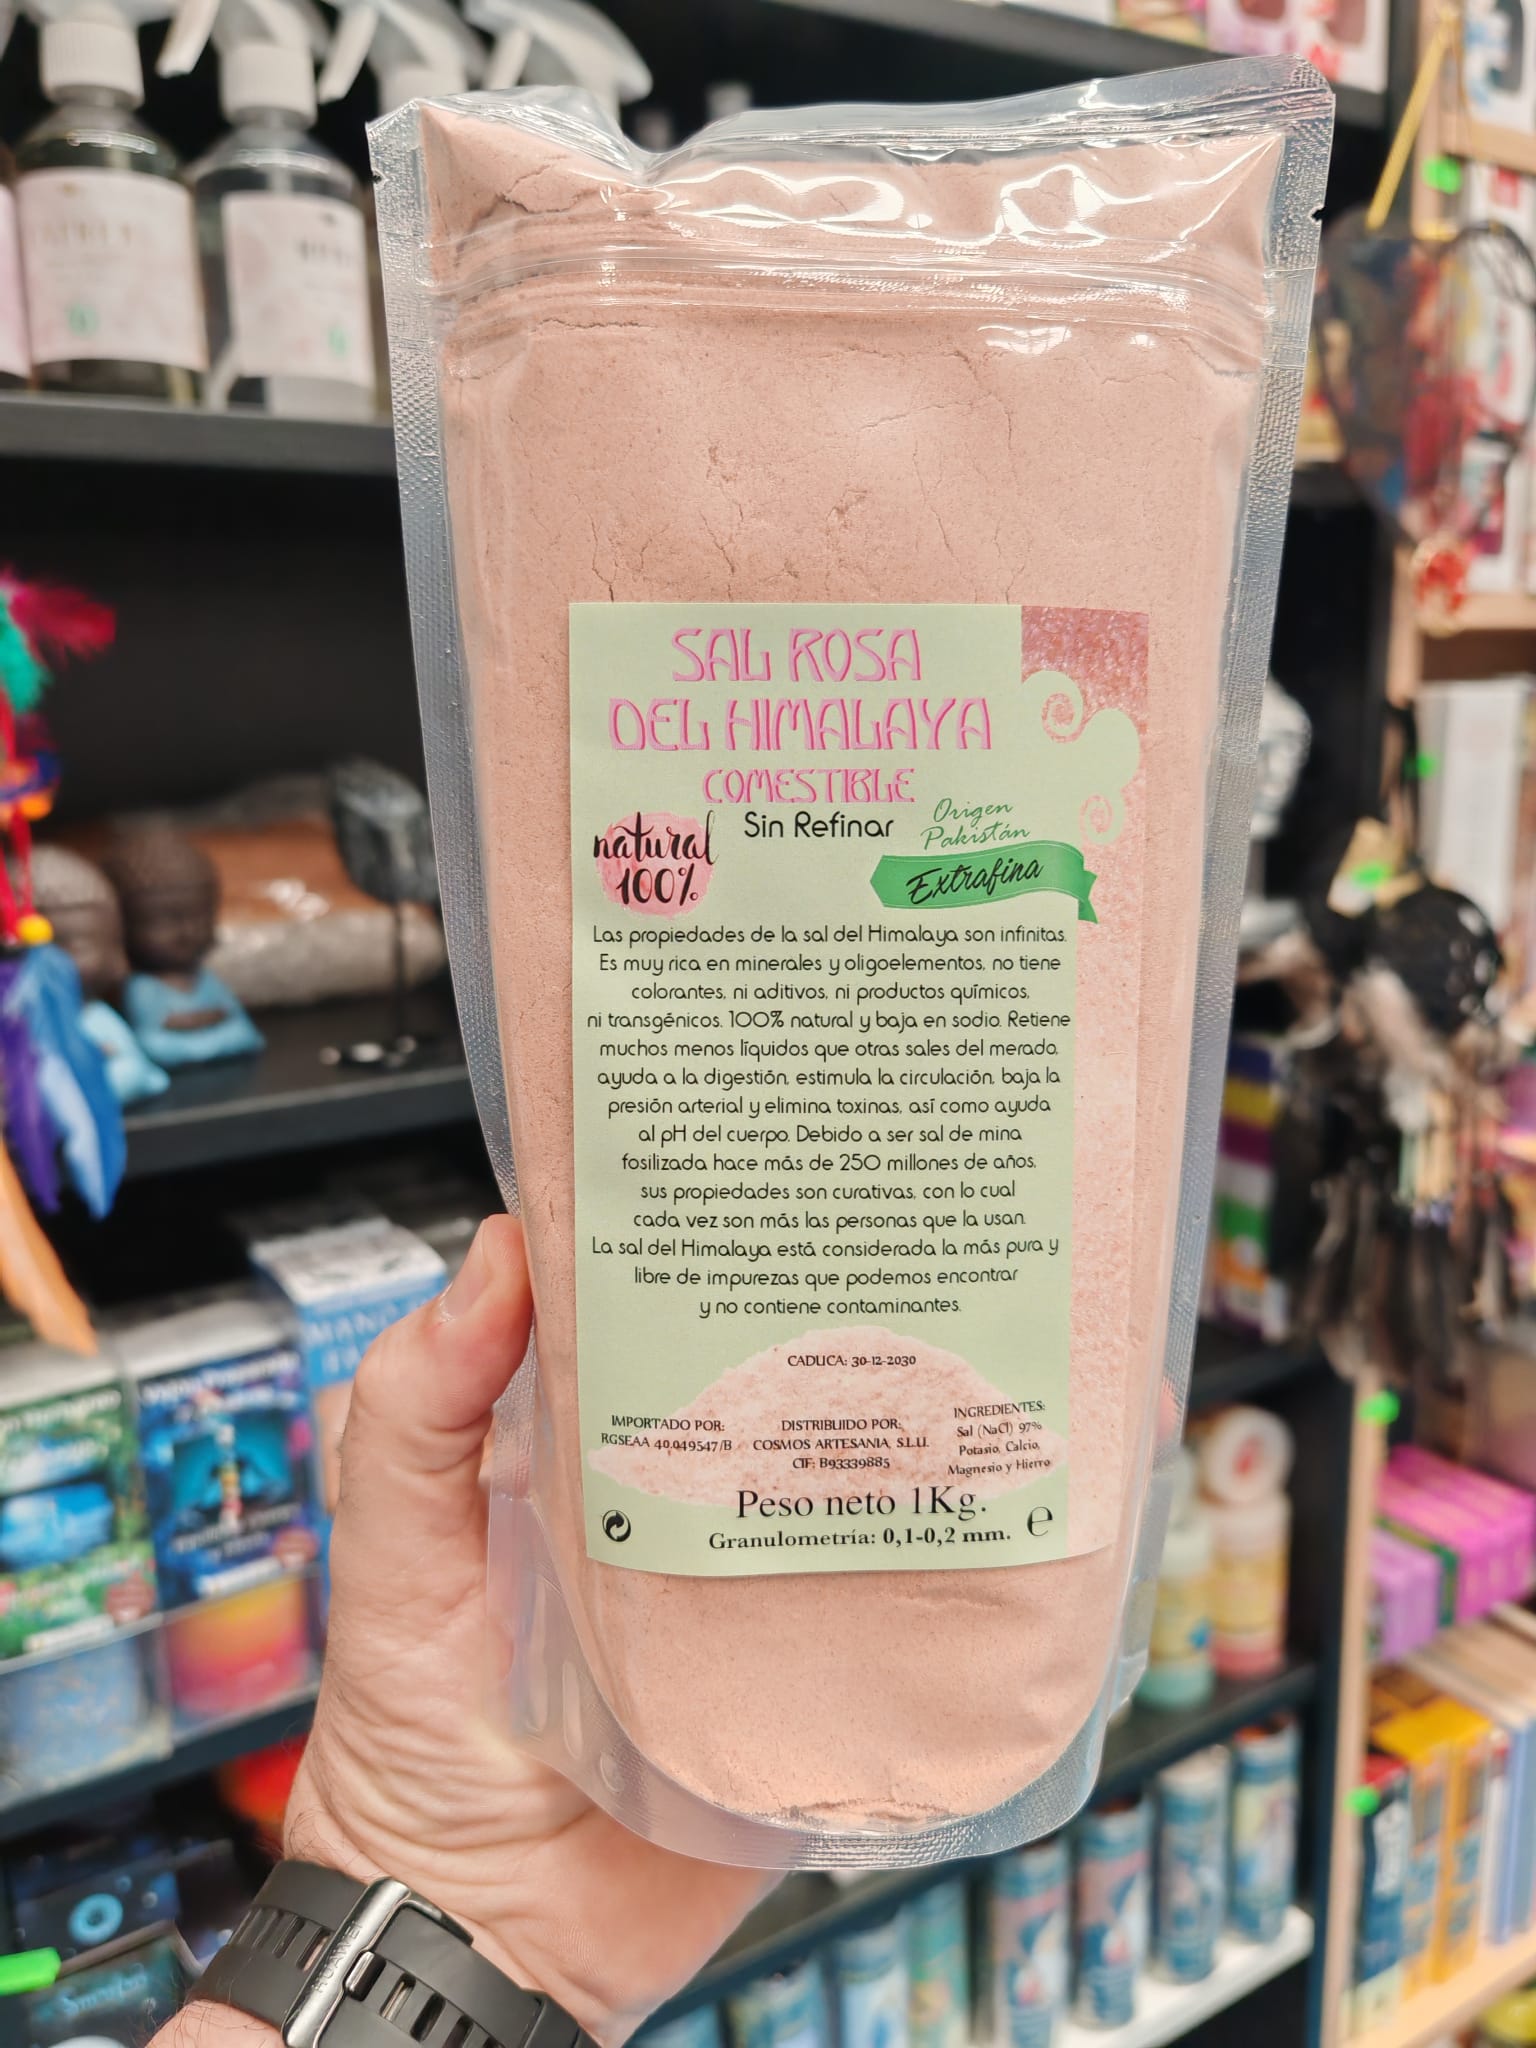 SAL ROSA
DEL HIMALAYA
COMESTIBLE
natural
100%
Sin Refinar
Origen
Pakistán
Extrafina
Las propiedades de la sal del Himalaya son infinitas.
Es muy rica en minerales y oligoelementos, no tiene
colorantes, ni aditivos, ni productos químicos,
ni transgénicos. 100% natural y baja en sodio. Retiene
muchos menos líquidos que otras sales del merado,
ayuda a la digestión, estimula la circulación, baja la
presión arterial y elimina toxinas, así como ayuda
al pH del cuerpo. Debido a ser sal de mina
fosilizada hace más de 250 millones de años,
sus propiedades son curativas, con lo cual
cada vez son más las personas que la usan.
La sal del Himalaya está considerada la más pura y
libre de impurezas que podemos encontrar
y no contiene contaminantes.
CADUCA: 30-12-2030
IMPORTADO POR:
RGSEAA 40.049547/B
DISTRIBUIDO POR:
COSMOS ARTESANIA, S.L.U.
CIF: B93339885
INGREDIENTES:
Sal (NaCl) 97%
Potasio, Calcio,
Magnesio y Hierro
Peso neto 1Kg.
Granulometría: 0,1-0,2 mm. e
HUAWEI